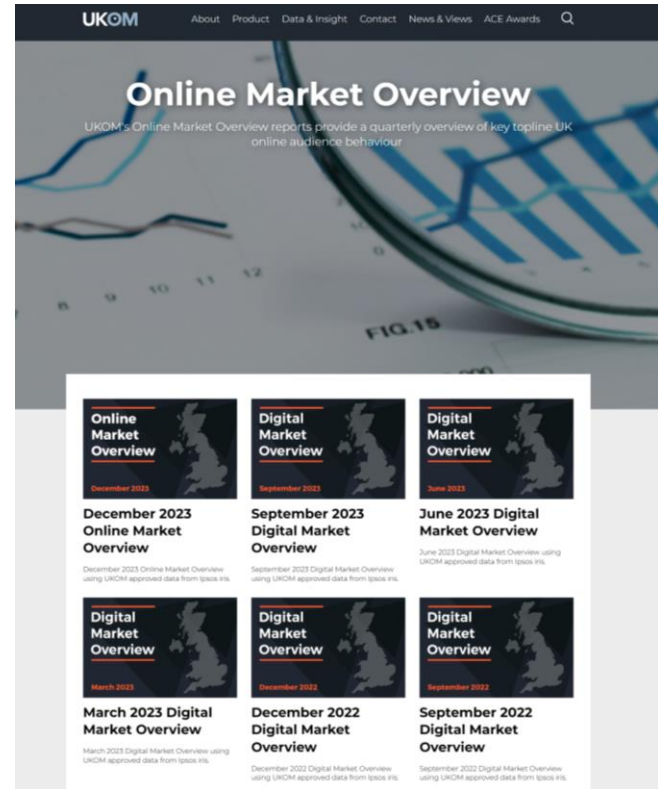 UKOM
About Product Data & Insight Contact News & Views ACE Awards
Online Market Overview
UKOM's Online Market Overview reports provide a quarterly overview of key topline UK
online audience behaviour
7 8 9 10 11 12
0
FIG.15
Online
Market
Overview
December 2023
December 2023
Online Market
Overview
December 2023 Online Market Overview
using UKOM approved data from Ipsos iris.
Digital
Market
Overview
September 2023
September 2023
Digital Market
Overview
September 2023 Digital Market Overview
using UKOM approved data from Ipsos iris.
Digital
Market
Overview
June 2023
June 2023 Digital
Market Overview
June 2023 Digital Market Overview using
UKOM approved data from Ipsos iris.
Digital
Market
Overview
March 2023
March 2023 Digital
Market Overview
March 2023 Digital Market Overview using
UKOM approved data from Ipsos iris.
Digital
Market
Overview
December 2022
December 2022
Digital Market
Overview
December 2022 Digital Market Overview
using UKOM approved data from Ipsos iris.
Digital
Market
Overview
September 2022
September 2022
Digital Market
Overview
September 2022 Digital Market Overview
using UKOM approved data from Ipsos iris.